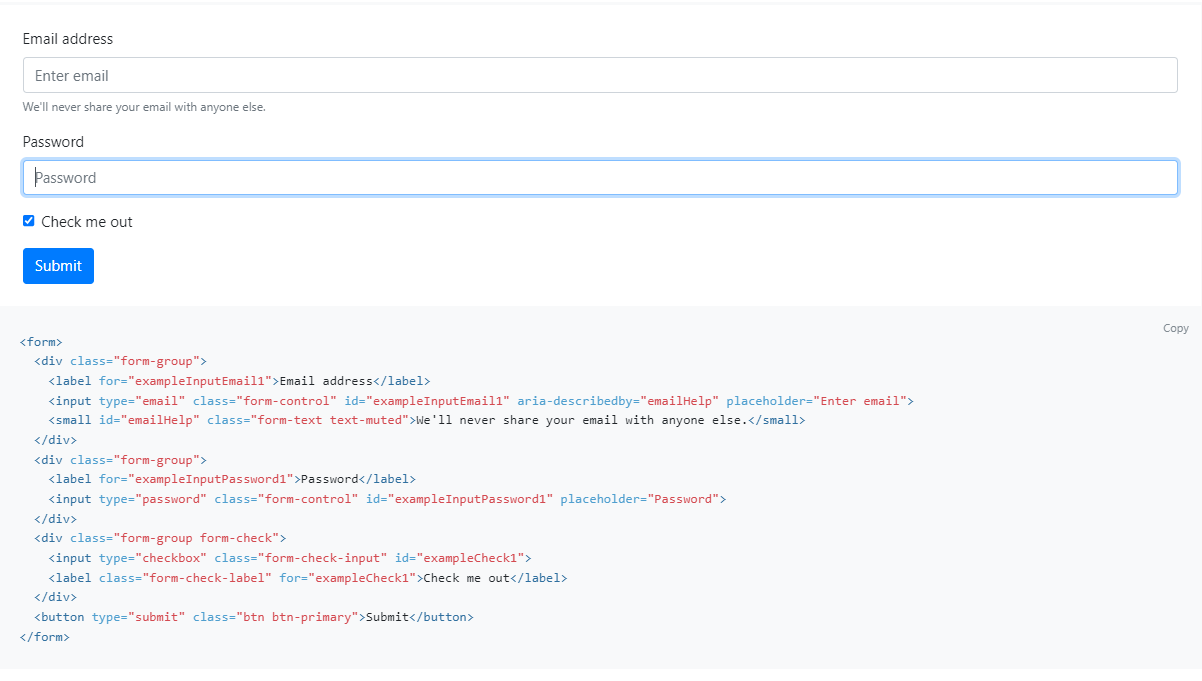 Email address
Enter email
We'll never share your email with anyone else.
Password
Password
Check me out
Submit
Copy
<form>
  <div class="form-group">
    <label for="exampleInputEmail1">Email address</label>
    <input type="email" class="form-control" id="exampleInputEmail1" aria-describedby="emailHelp" placeholder="Enter email">
    <small id="emailHelp" class="form-text text-muted">We'll never share your email with anyone else.</small>
  </div>
  <div class="form-group">
    <label for="exampleInputPassword1">Password</label>
    <input type="password" class="form-control" id="exampleInputPassword1" placeholder="Password">
  </div>
  <div class="form-group form-check">
    <input type="checkbox" class="form-check-input" id="exampleCheck1">
    <label class="form-check-label" for="exampleCheck1">Check me out</label>
  </div>
  <button type="submit" class="btn btn-primary">Submit</button>
</form>